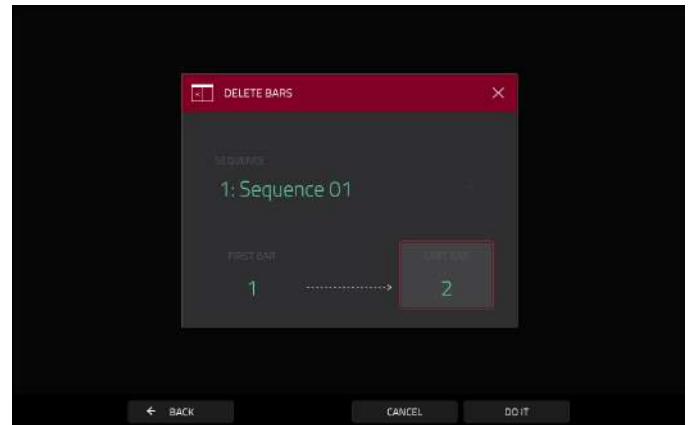 DELETE BARS
SEQUENCE
1: Sequence 01
FIRST BAR
LAST BAR
1
2
← BACK
CANCEL
DO IT